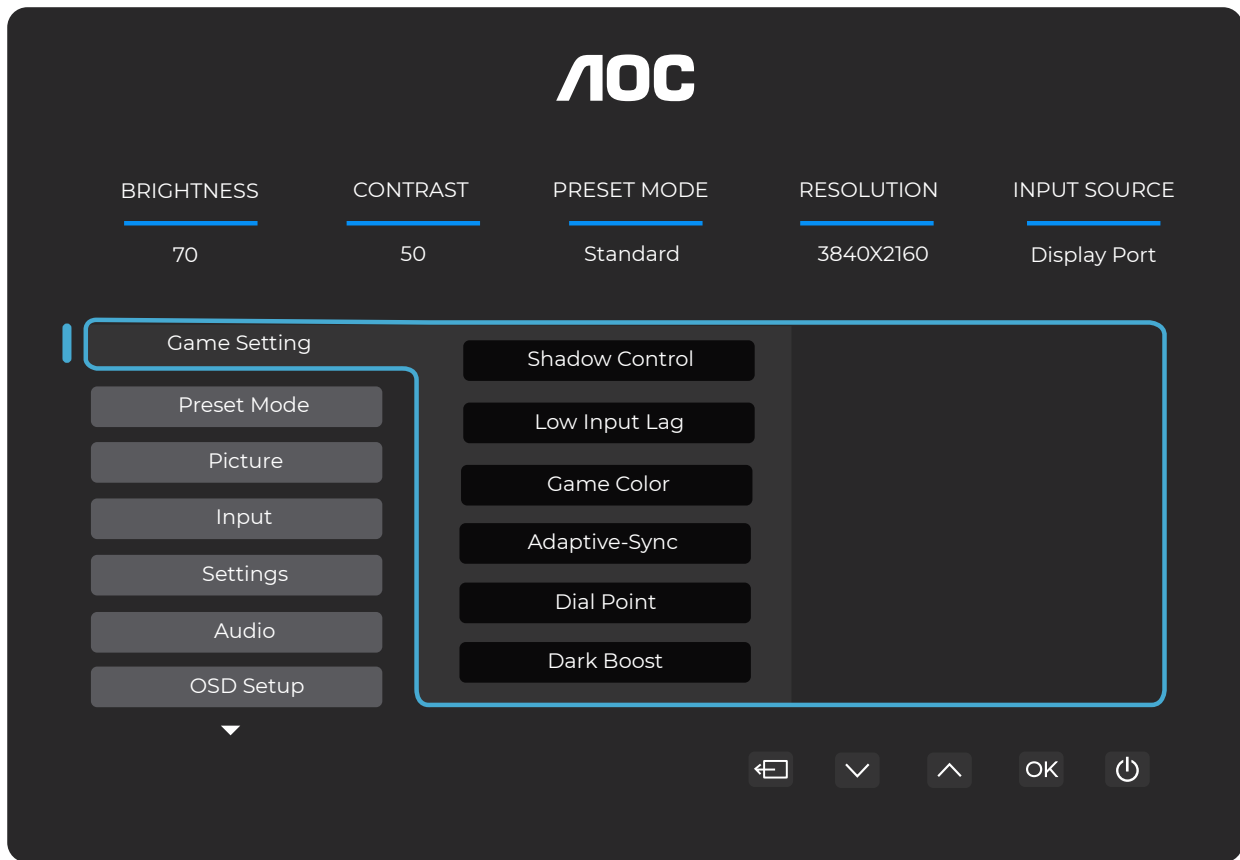 AOC
BRIGHTNESS CONTRAST PRESET MODE RESOLUTION INPUT SOURCE
70 50 Standard 3840X2160 Display Port
Game Setting
Preset Mode
Picture
Input
Settings
Audio
OSD Setup
Shadow Control
Low Input Lag
Game Color
Adaptive-Sync
Dial Point
Dark Boost
OK